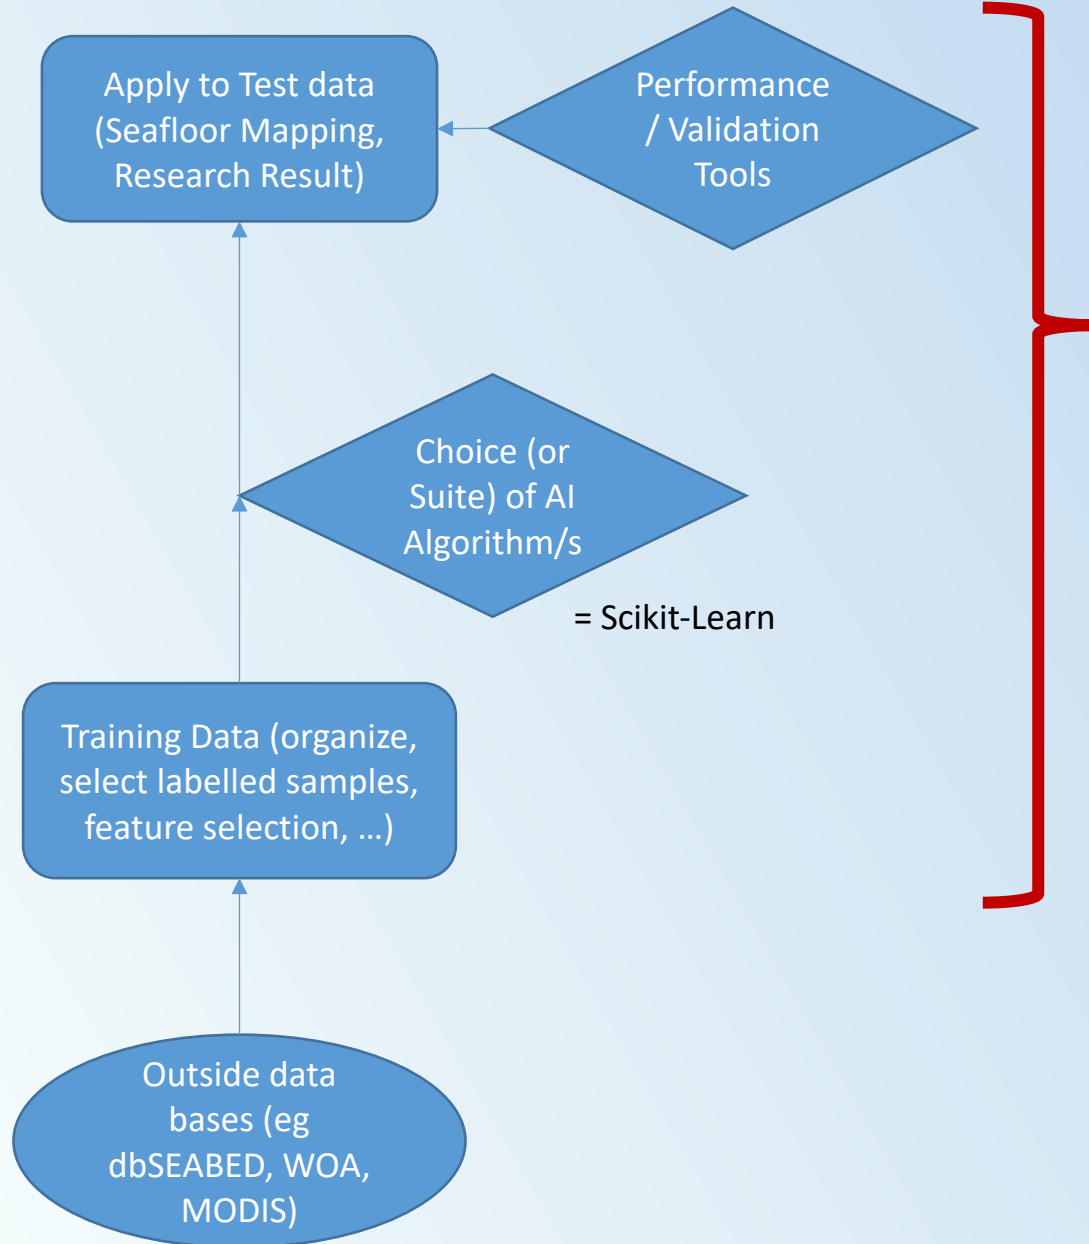 Apply to Test data
(Seafloor Mapping,
Research Result)
Performance
/ Validation
Tools
Choice (or
Suite) of AI
Algorithm/s
= Scikit-Learn
Training Data (organize,
select labelled samples,
feature selection, …)
Outside data
bases (eg
dbSEABED, WOA,
MODIS)